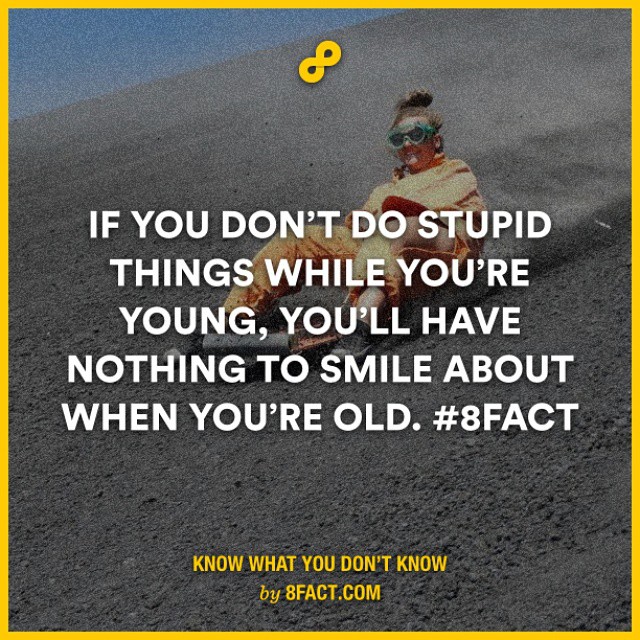 IF YOU DON'T DO STUPID
THINGS WHILE YOU'RE
YOUNG, YOU'LL HAVE
NOTHING TO SMILE ABOUT
WHEN YOU'RE OLD. #8FACT
KNOW WHAT YOU DON'T KNOW
by 8FACT.COM